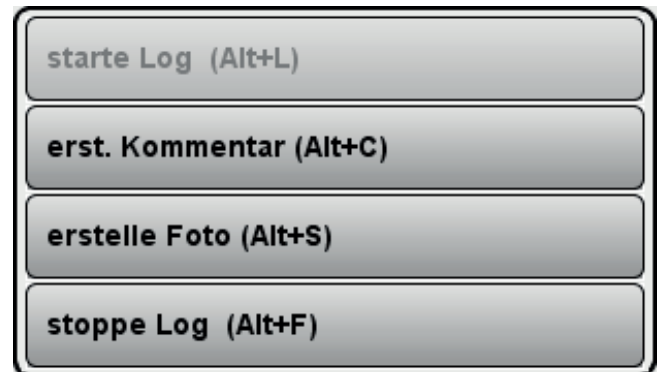 starte Log  (Alt+L)
erst. Kommentar (Alt+C)
erstelle Foto (Alt+S)
stoppe Log  (Alt+F)